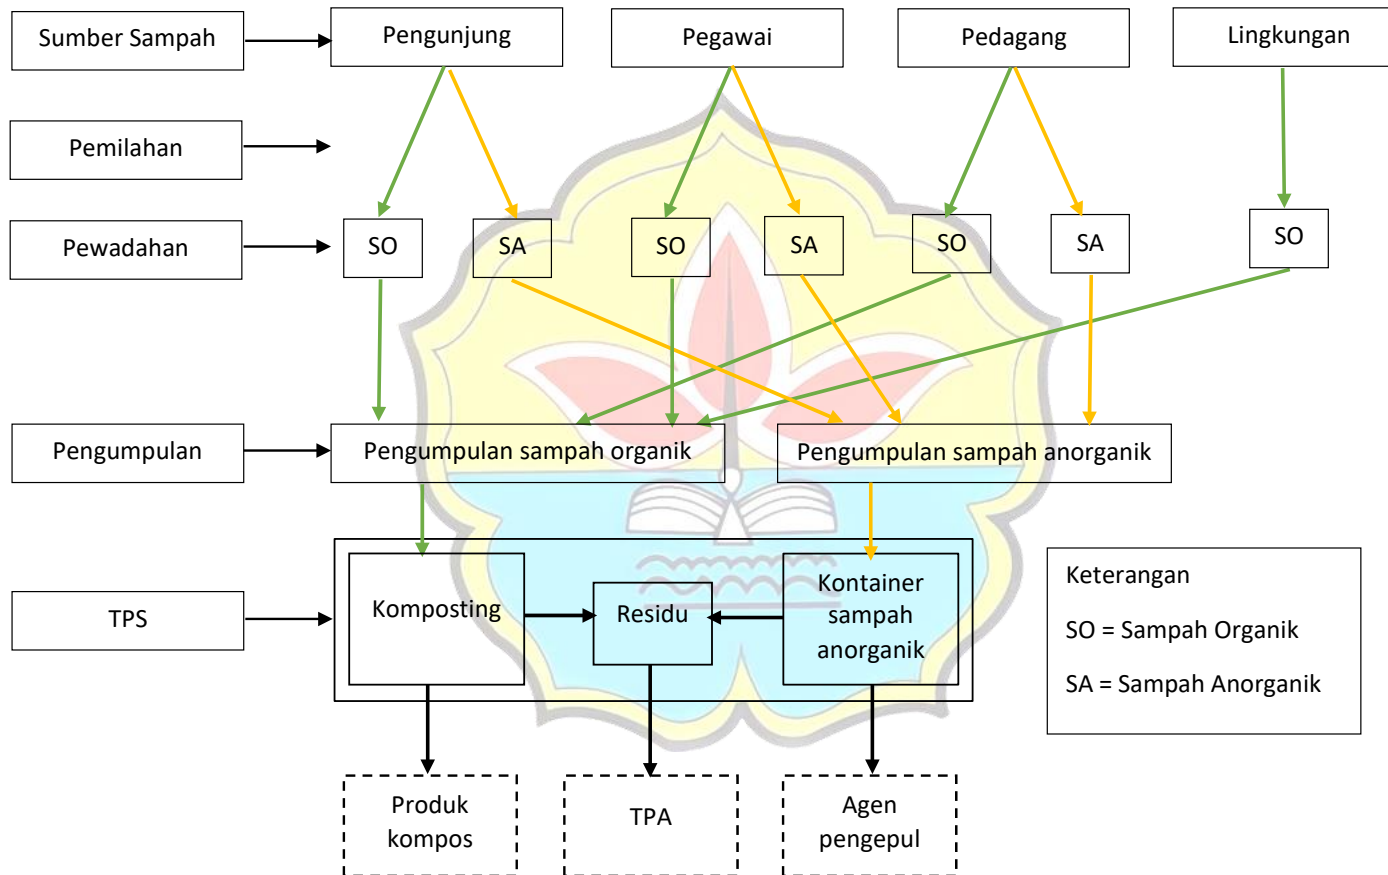 Sumber Sampah
Pengunjung
Pegawai
Pedagang
Lingkungan
Pemilahan
Pewadahan
SO
SA
SO
SA
SO
SA
SO
Pengumpulan
Pengumpulan sampah organik
Pengumpulan sampah anorganik
TPS
Komposting
Residu
Kontainer
sampah
anorganik
Keterangan
SO = Sampah Organik
SA = Sampah Anorganik
Produk
kompos
TPA
Agen
pengepul